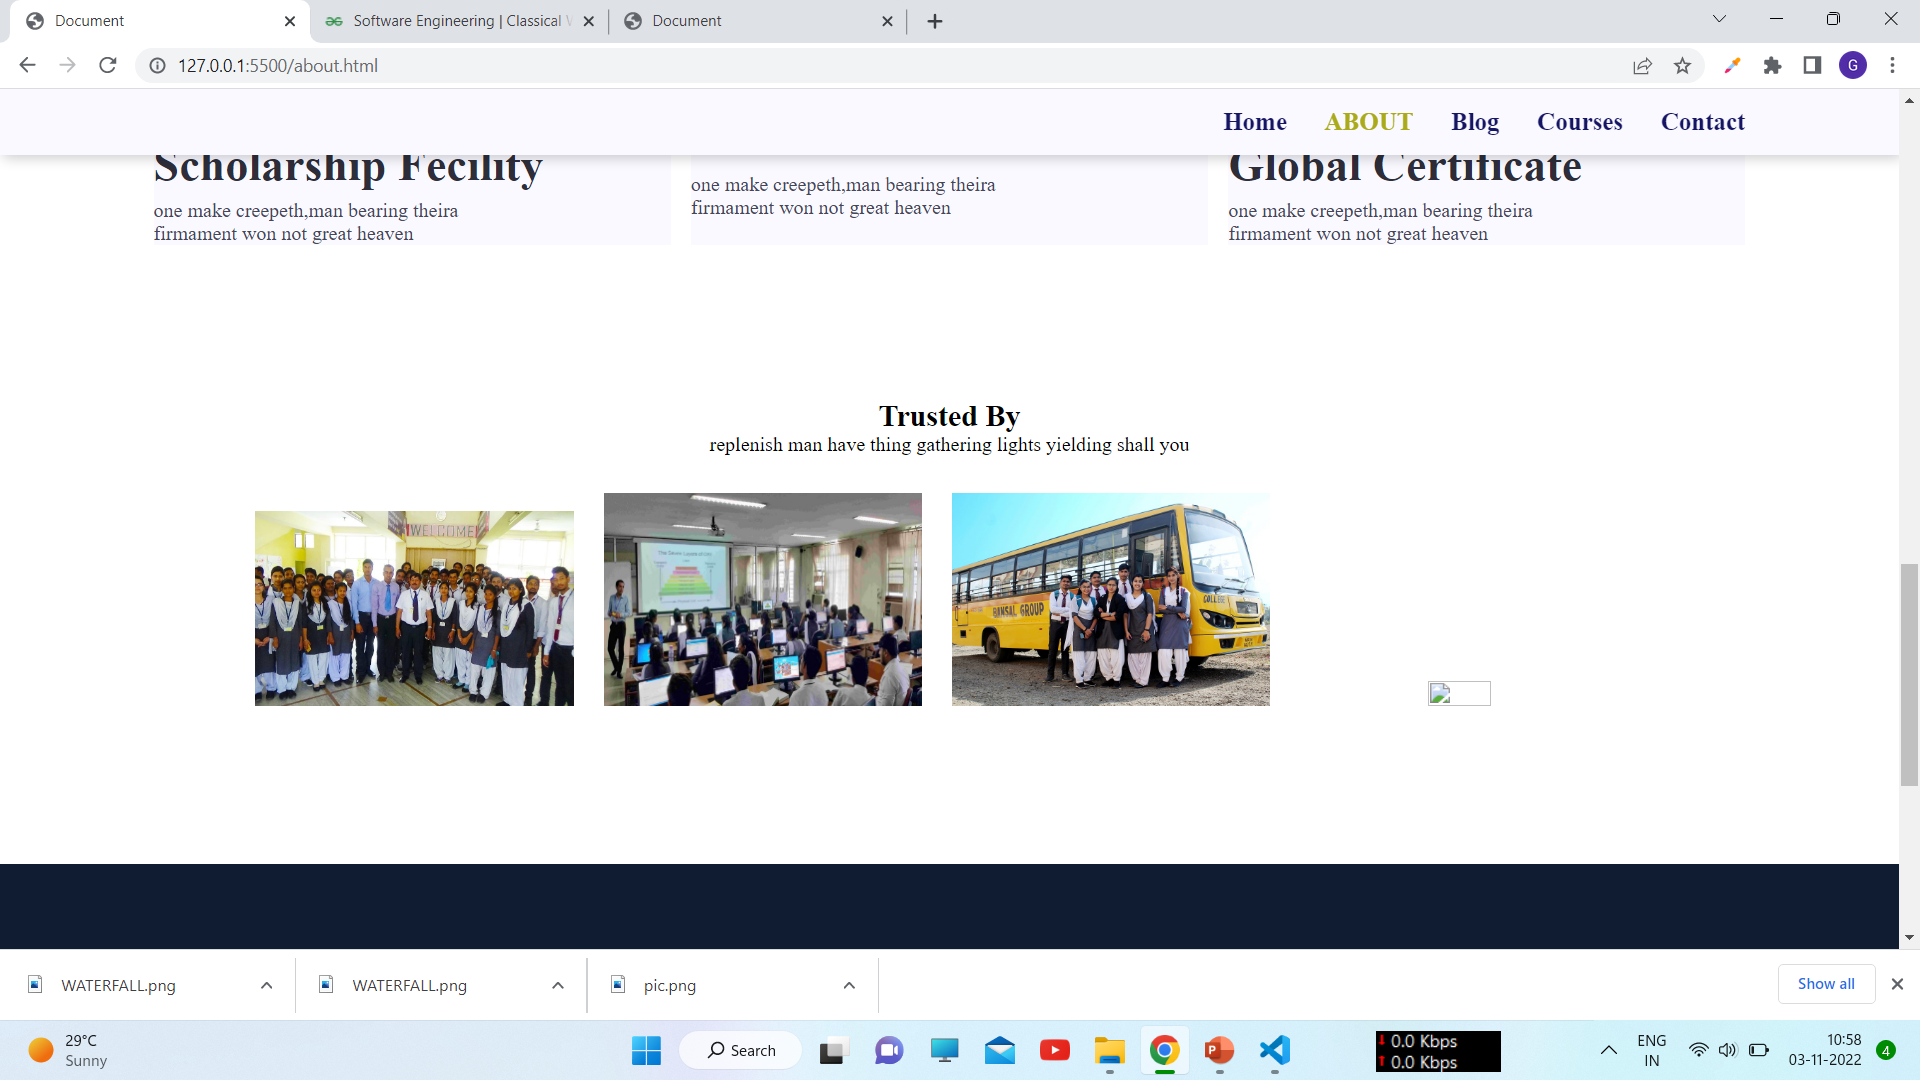 Document
Software Engineering | Classical
Document
127.0.0.1:5500/about.html
G
Home ABOUT Blog Courses Contact
Scholarship Fecility
one make creepeth,man bearing theira
firmament won not great heaven
one make creepeth,man bearing theira
firmament won not great heaven
Global Certificate
one make creepeth,man bearing theira
firmament won not great heaven
Trusted By
replenish man have thing gathering lights yielding shall you
WELCOME
BANSAL GROUP
COLLEGE
WATERFALL.png
WATERFALL.png
pic.png
Show all
29°C
Sunny
Search
0.0 Kbps
0.0 Kbps
ENG
IN
10:58
03-11-2022
4